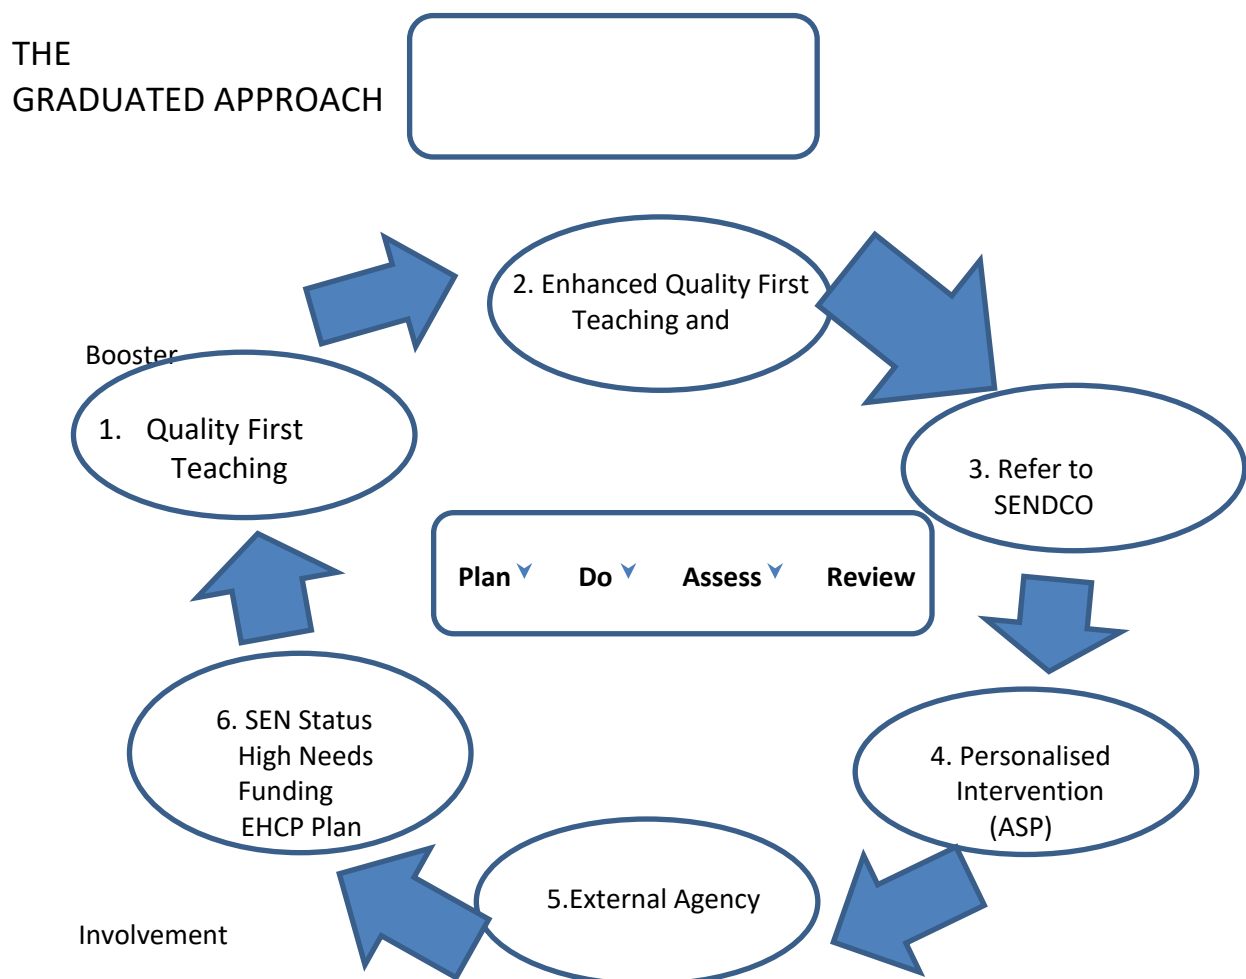 THE
GRADUATED APPROACH
2. Enhanced Quality First
Teaching and
Booster
1. Quality First
Teaching
3. Refer to
SENDCO
Plan Do Assess Review
6. SEN Status
High Needs
Funding
EHCP Plan
4. Personalised
Intervention
(ASP)
5.External Agency
Involvement